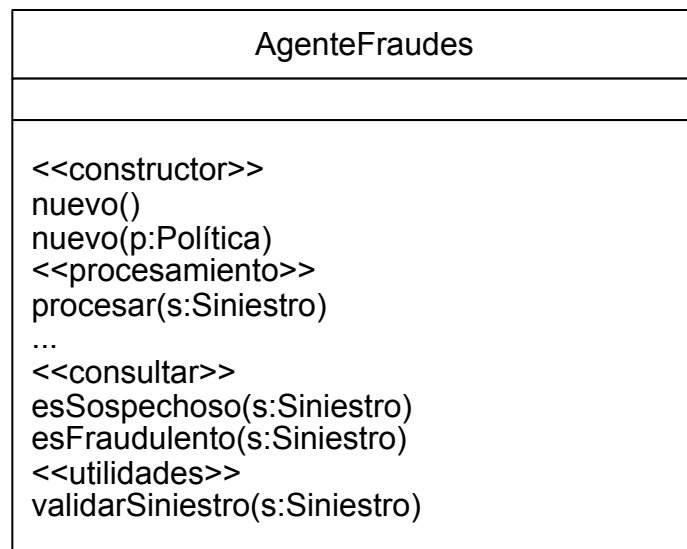 AgenteFraudes
<<constructor>>
nuevo()
nuevo(p:Política)
<<procesamiento>>
procesar(s:Siniestro)
...
<<consultar>>
esSospechoso(s:Siniestro)
esFraudulento(s:Siniestro)
<<utilidades>>
validarSiniestro(s:Siniestro)